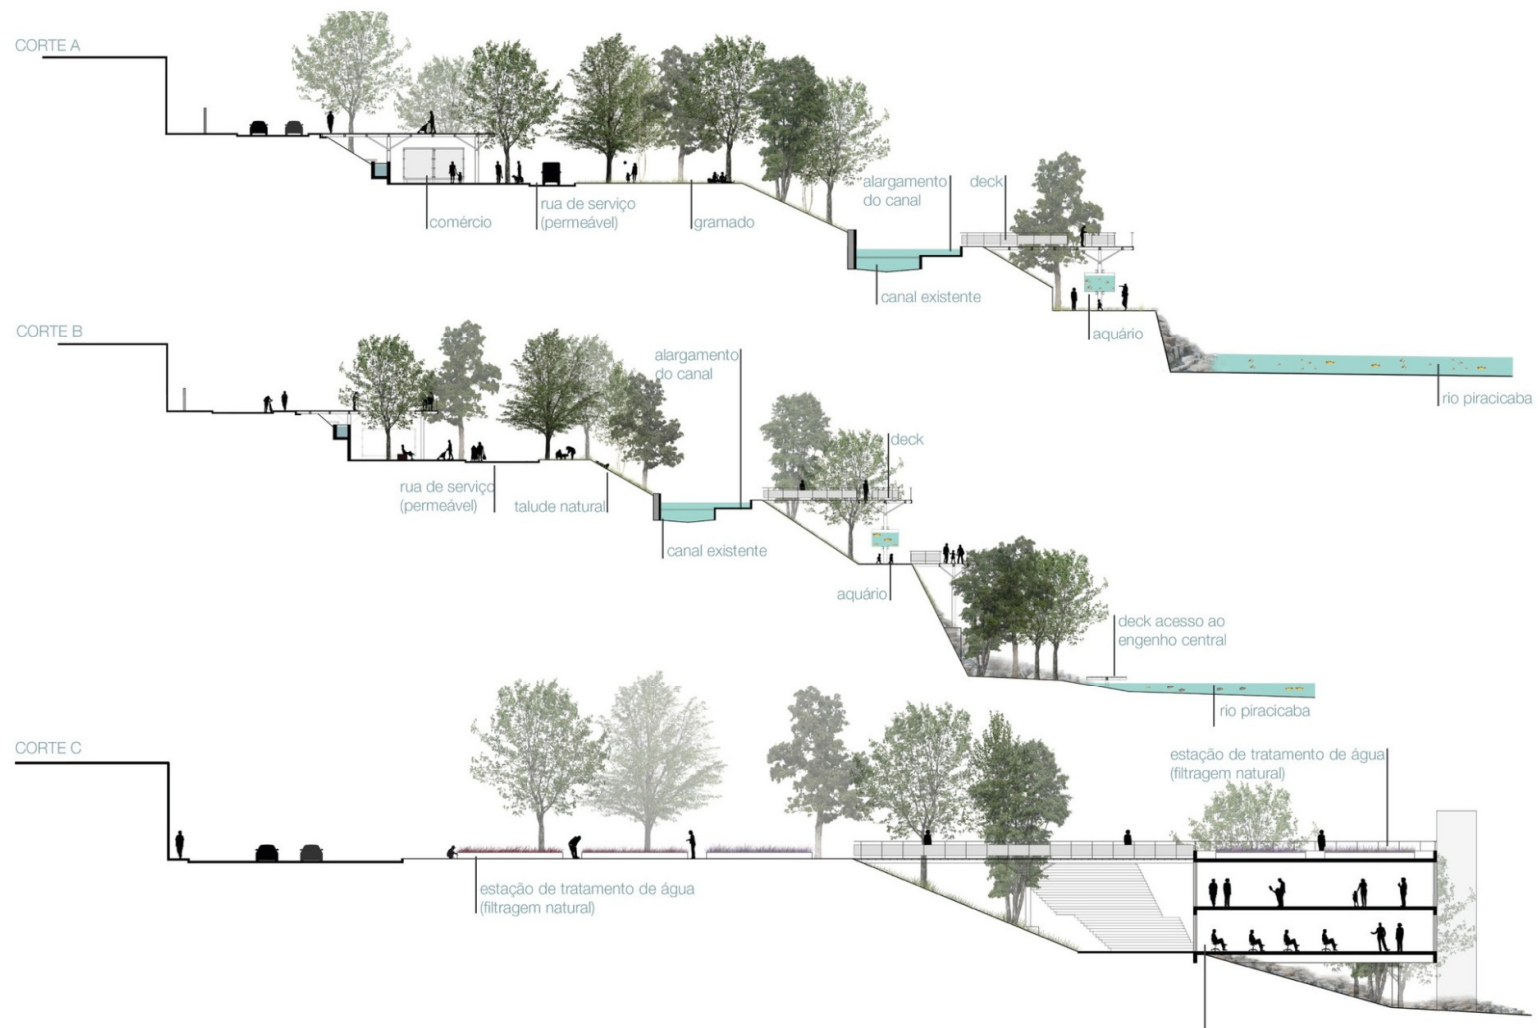 CORTE A
alargamento
do canal
deck
rua de serviço
(permeável)
comércio
gramado
canal existente
aquário
rio piracicaba
CORTE B
alargamento
do canal
deck
rua de serviço
(permeável)
talude natural
canal existente
aquário
deck acesso ao
engenho central
rio piracicaba
CORTE C
estação de tratamento de água
(filtragem natural)
estação de tratamento de água
(filtragem natural)